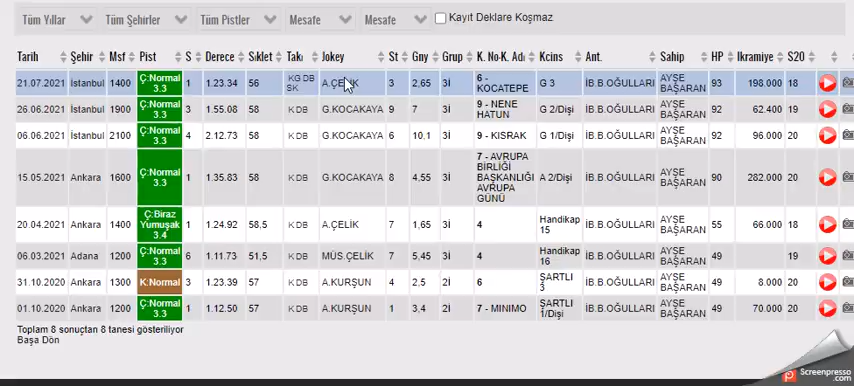 Tüm Yıllar Tüm Şehirler Tüm Pistler Mesafe Mesafe Kayıt Deklare Koşmaz
Tarih Şehir Msf Pist S Derece Sıklet Takı Jokey St Gny Grup K. No-K. Adı Kcins Ant. Sahip HP Ikramiye S20
21.07.2021 İstanbul 1400 Ç:Normal 3.3 1 1.23.34 56 KG DB SK A.ÇELİK 3 2,65 3İ 6 - KOCATEPE G 3 İB.B.OĞULLARI AYŞE BAŞARAN 93 198.000 18
26.06.2021 İstanbul 1900 Ç:Normal 3.3 3 1.55.08 58 K DB G.KOCAKAYA 9 7 3İ 9 - NENE HATUN G 2/Dişi İB.B.OĞULLARI AYŞE BAŞARAN 92 62.400 19
06.06.2021 İstanbul 2100 Ç:Normal 3.3 4 2.12.73 58 K DB G.KOCAKAYA 6 10,1 3İ 9 - KISRAK G 1/Dişi İB.B.OĞULLARI AYŞE BAŞARAN 92 96.000 20
15.05.2021 Ankara 1600 Ç:Normal 3.3 1 1.35.83 58 K DB G.KOCAKAYA 8 4,55 3İ 7 - AVRUPA BİRLİĞİ BAŞKANLIĞI AVRUPA GÜNÜ A 2/Dişi İB.B.OĞULLARI AYŞE BAŞARAN 90 282.000 20
20.04.2021 Ankara 1400 Ç:Biraz Yumuşak 3.4 1 1.24.92 58,5 K DB A.ÇELİK 7 1,65 3İ 4 Handikap 15 İB.B.OĞULLARI AYŞE BAŞARAN 55 66.000 18
06.03.2021 Adana 1200 Ç:Normal 3.3 6 1.11.73 51,5 K DB MÜS.ÇELİK 7 5,45 3İ 4 Handikap 16 İB.B.OĞULLARI AYŞE BAŞARAN 49 19
31.10.2020 Ankara 1300 K:Normal 3 1.23.39 57 K DB A.KURŞUN 4 2,5 2İ 6 ŞARTLI 3 İB.B.OĞULLARI AYŞE BAŞARAN 49 8.000 20
01.10.2020 Ankara 1200 Ç:Normal 3.3 1 1.12.50 57 K DB A.KURŞUN 1 3,4 2İ 7 - MINIMO ŞARTLI 1/Dişi İB.B.OĞULLARI AYŞE BAŞARAN 49 70.000 20
Toplam 8 sonuçtan 8 tanesi gösteriliyor
Başa Dön
Screenpresso
.com